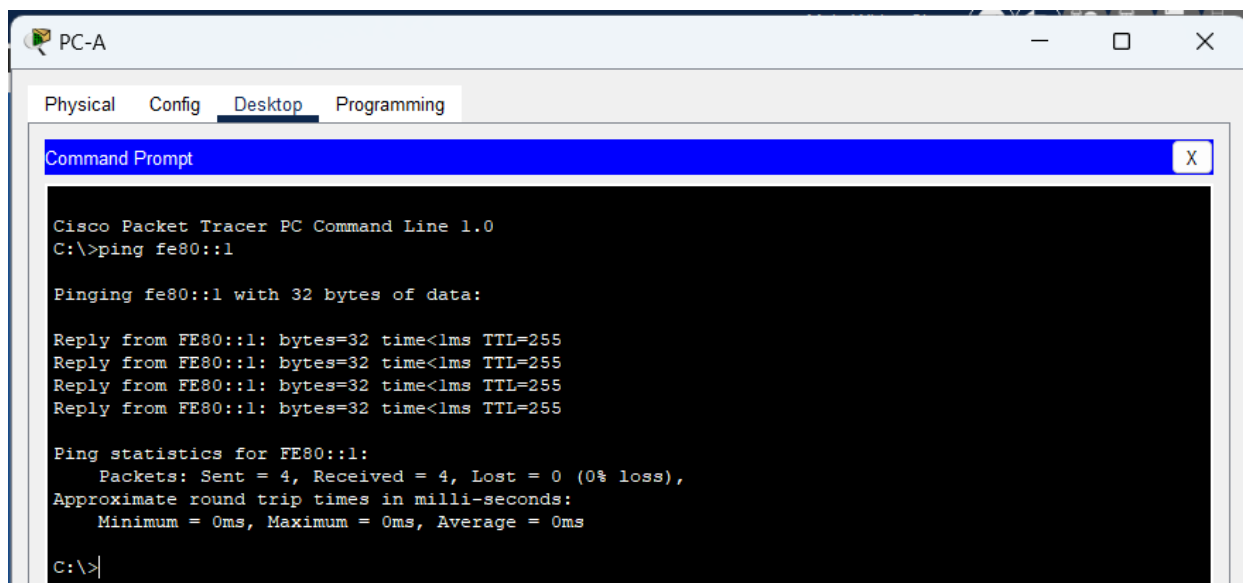 PC-A
Physical Config Desktop Programming
Command Prompt
X
Cisco Packet Tracer PC Command Line 1.0
C:\>ping fe80::1
Pinging fe80::1 with 32 bytes of data:
Reply from FE80::1: bytes=32 time<1ms TTL=255
Reply from FE80::1: bytes=32 time<1ms TTL=255
Reply from FE80::1: bytes=32 time<1ms TTL=255
Reply from FE80::1: bytes=32 time<1ms TTL=255
Ping statistics for FE80::1:
Packets: Sent = 4, Received = 4, Lost = 0 (0% loss),
Approximate round trip times in milli-seconds:
Minimum = 0ms, Maximum = 0ms, Average = 0ms
C:\>